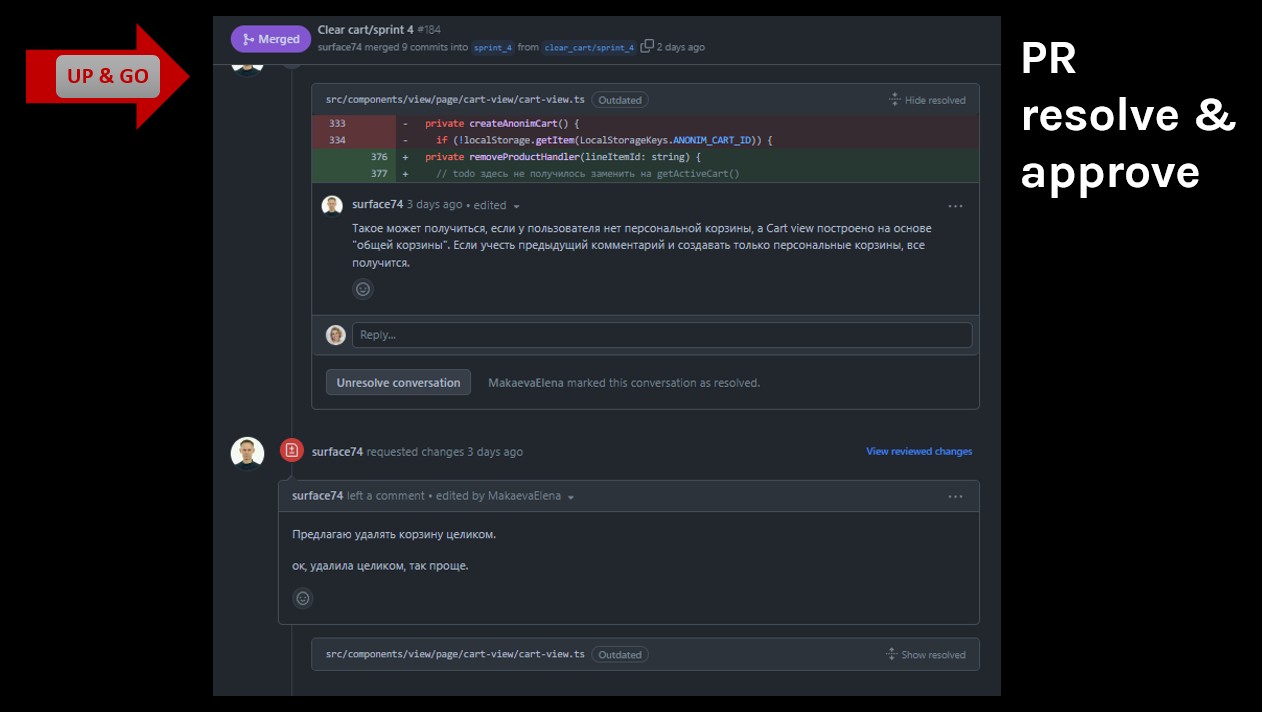 UP & GO
Merged
Clear cart/sprint 4 #184
surface74 merged 9 commits into sprint_4 from clear_cart/sprint_4 2 days ago
PR
resolve &
approve
src/components/view/page/cart-view/cart-view.ts Outdated Hide resolved
333 - private createAnonimCart() {
334 - if (!localStorage.getItem(LocalStorageKeys.ANONIM_CART_ID)) {
376 + private removeProductHandler(lineItemId: string) {
377 + // todo здесь не получилось заменить на getActiveCart()
surface74 3 days ago • edited
Такое может получиться, если у пользователя нет персональной корзины, а Cart view построено на основе
"общей корзины". Если учесть предыдущий комментарий и создавать только персональные корзины, все
получится.
Reply...
Unresolve conversation MakaevaElena marked this conversation as resolved.
surface74 requested changes 3 days ago View reviewed changes
surface74 left a comment • edited by MakaevaElena
Предлагаю удалять корзину целиком.
ок, удалила целиком, так проще.
src/components/view/page/cart-view/cart-view.ts Outdated Show resolved